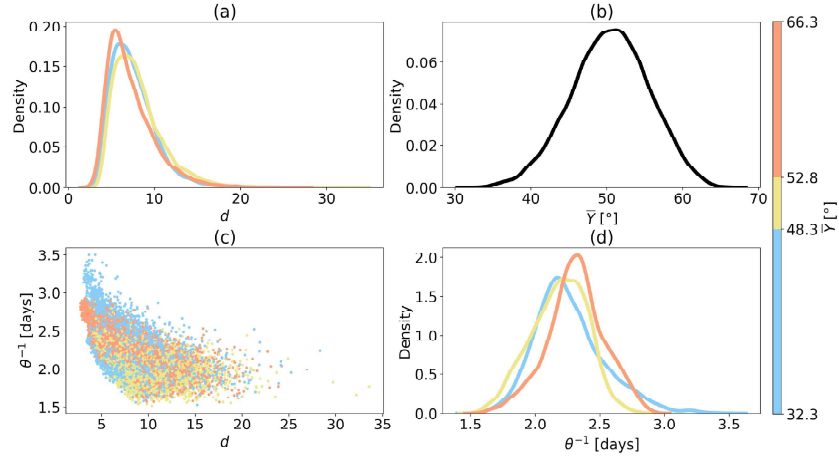 (a)
0.20
0.15
0.10
0.05
0.00
Density
0 10 20 30
d
(b)
0.06
0.04
0.02
0.00
Density
30 40 50 60 70
Y̅ [°]
(c)
3.5
3.0
2.5
2.0
1.5
θ⁻¹ [days]
5 10 15 20 25 30 35
d
(d)
2.0
1.5
1.0
0.5
0.0
Density
1.5 2.0 2.5 3.0 3.5
θ⁻¹ [days]
66.3
52.8
48.3
32.3
Y̅ [°]